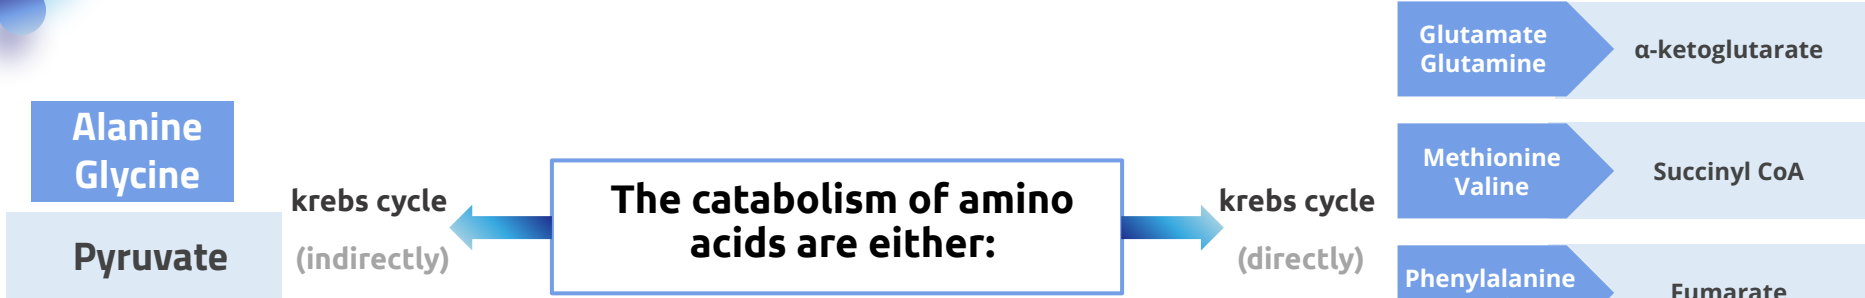 Alanine
Glycine
Pyruvate
krebs cycle
(indirectly)
The catabolism of amino
acids are either:
krebs cycle
(directly)
Glutamate
Glutamine
α-ketoglutarate
Methionine
Valine
Succinyl CoA
Phenylalanine
Fumarate